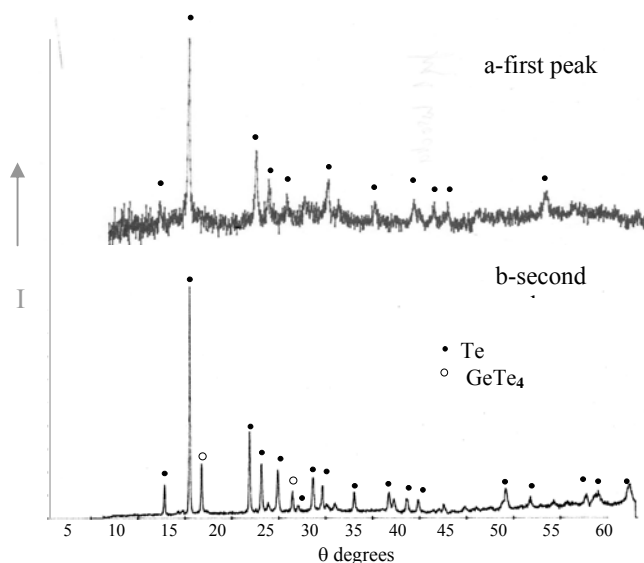 a-first peak
b-second
I
• Te
○ GeTe₄
5 10 15 20 25 30 35 40 45 50 55 60
θ degrees